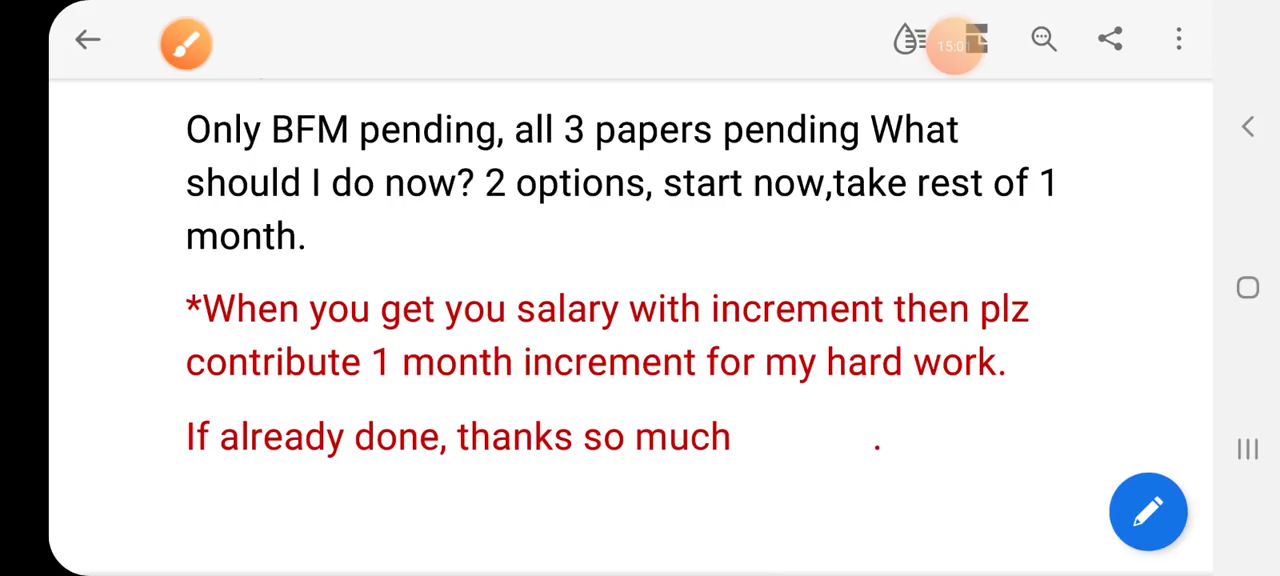 15:01
Only BFM pending, all 3 papers pending What
should I do now? 2 options, start now,take rest of 1
month.
*When you get you salary with increment then plz
contribute 1 month increment for my hard work.
If already done, thanks so much .